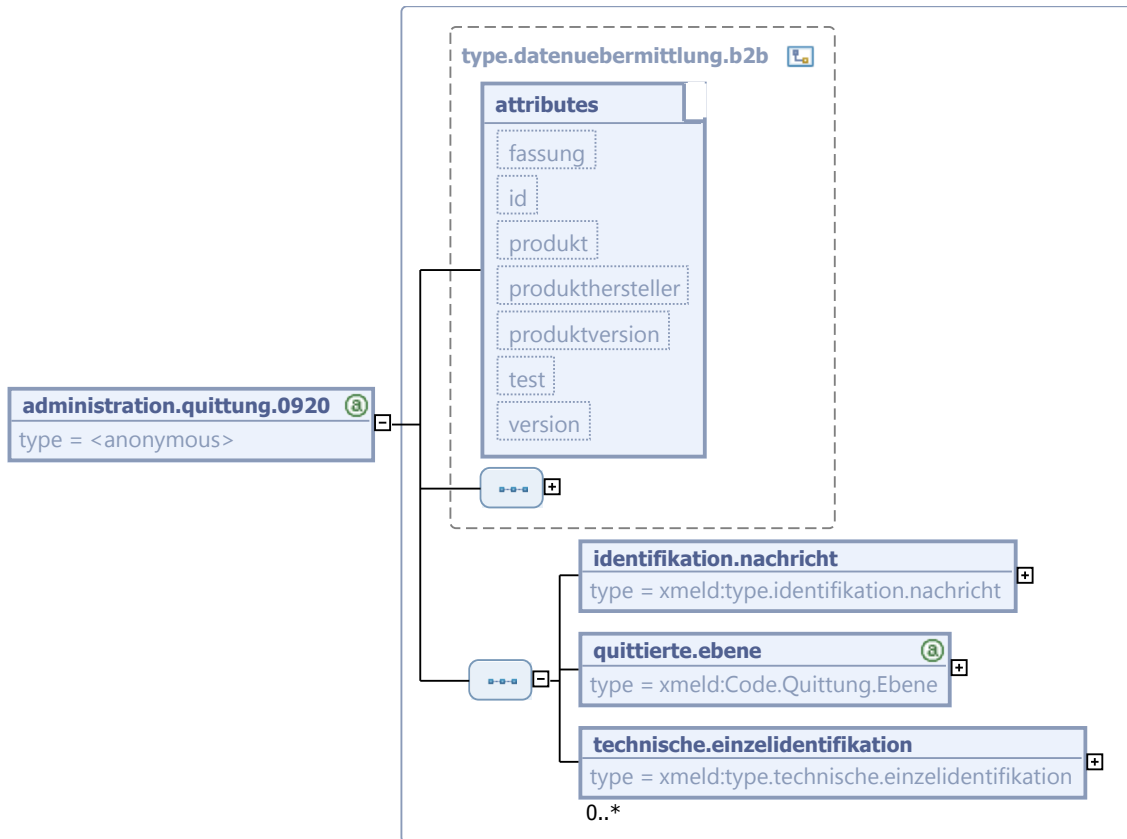 type.datenuebermittlung.b2b
attributes
fassung
id
produkt
produkthersteller
produktversion
test
version
administration.quittung.0920
type = <anonymous>
identifikation.nachricht
type = xmeld:type.identifikation.nachricht
quittierte.ebene
type = xmeld:Code.Quittung.Ebene
technische.einzelidentifikation
type = xmeld:type.technische.einzelidentifikation
0..*